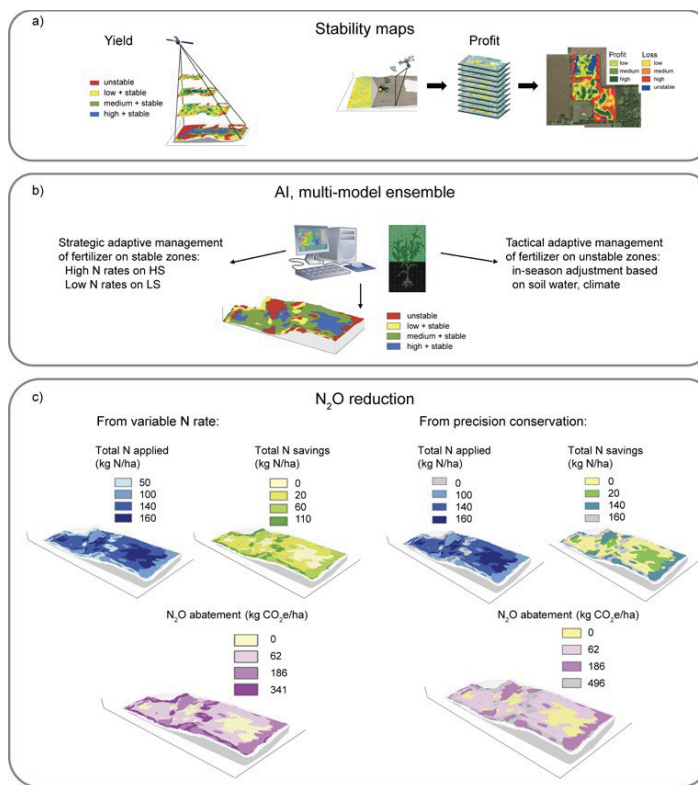 a)
Stability maps
Yield
unstable
low + stable
medium + stable
high + stable
Profit
Profit Loss
low low
medium medium
high high
unstable
b)
AI, multi-model ensemble
Strategic adaptive management
of fertilizer on stable zones:
High N rates on HS
Low N rates on LS
Tactical adaptive management
of fertilizer on unstable zones:
in-season adjustment based
on soil water, climate
unstable
low + stable
medium + stable
high + stable
c)
N₂O reduction
From variable N rate:
Total N applied
(kg N/ha)
50
100
140
160
Total N savings
(kg N/ha)
0
20
60
110
N₂O abatement (kg CO₂e/ha)
0
62
186
341
From precision conservation:
Total N applied
(kg N/ha)
0
100
140
160
Total N savings
(kg N/ha)
0
20
140
160
N₂O abatement (kg CO₂e/ha)
0
62
186
496